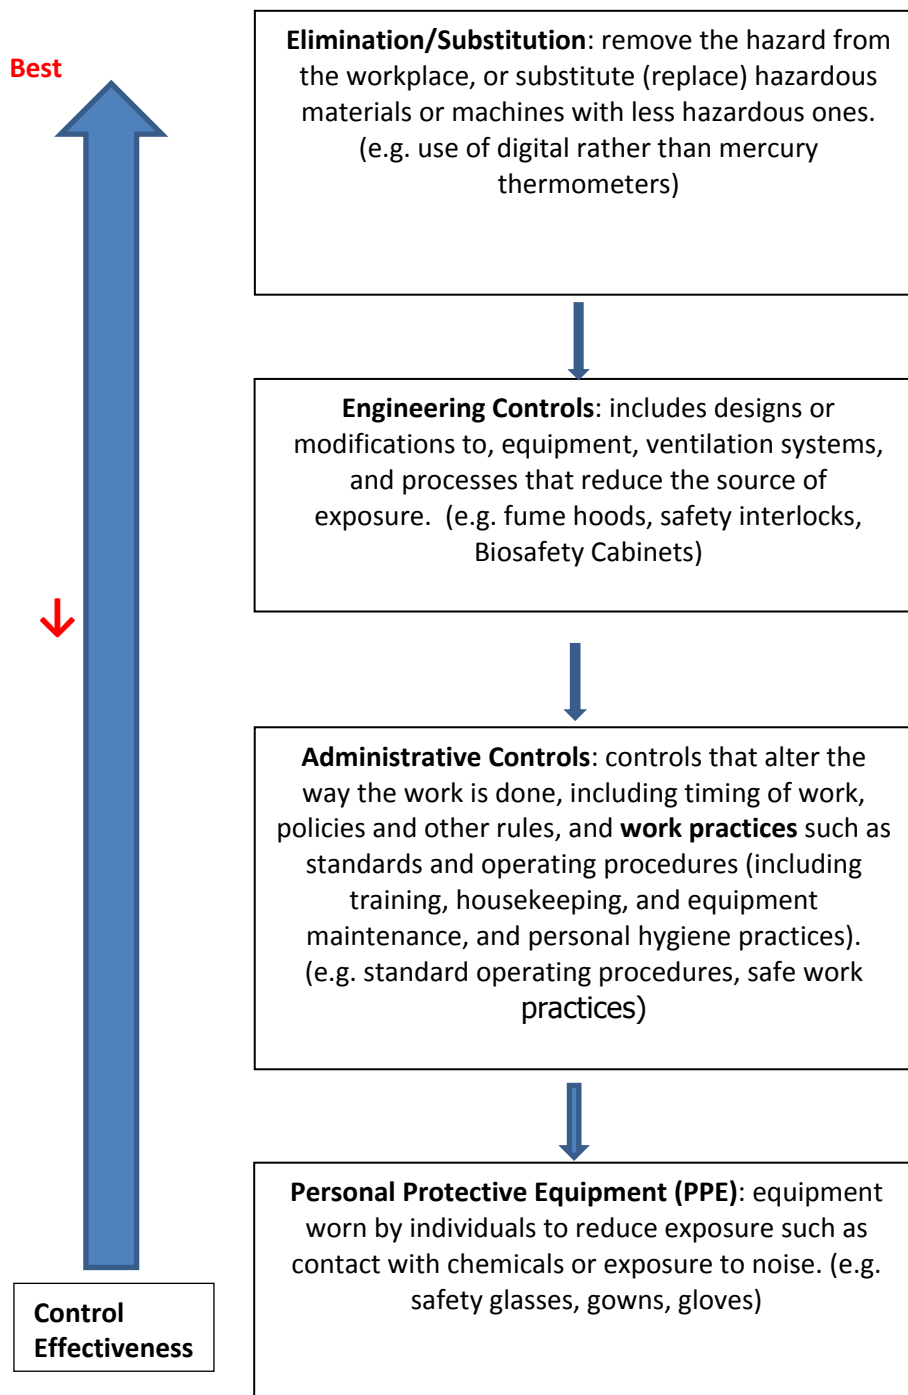 Best
Elimination/Substitution: remove the hazard from
the workplace, or substitute (replace) hazardous
materials or machines with less hazardous ones.
(e.g. use of digital rather than mercury
thermometers)
Engineering Controls: includes designs or
modifications to, equipment, ventilation systems,
and processes that reduce the source of
exposure.  (e.g. fume hoods, safety interlocks,
Biosafety Cabinets)
Administrative Controls: controls that alter the
way the work is done, including timing of work,
policies and other rules, and work practices such as
standards and operating procedures (including
training, housekeeping, and equipment
maintenance, and personal hygiene practices).
(e.g. standard operating procedures, safe work
practices)
Personal Protective Equipment (PPE): equipment
worn by individuals to reduce exposure such as
contact with chemicals or exposure to noise. (e.g.
safety glasses, gowns, gloves)
Control
Effectiveness